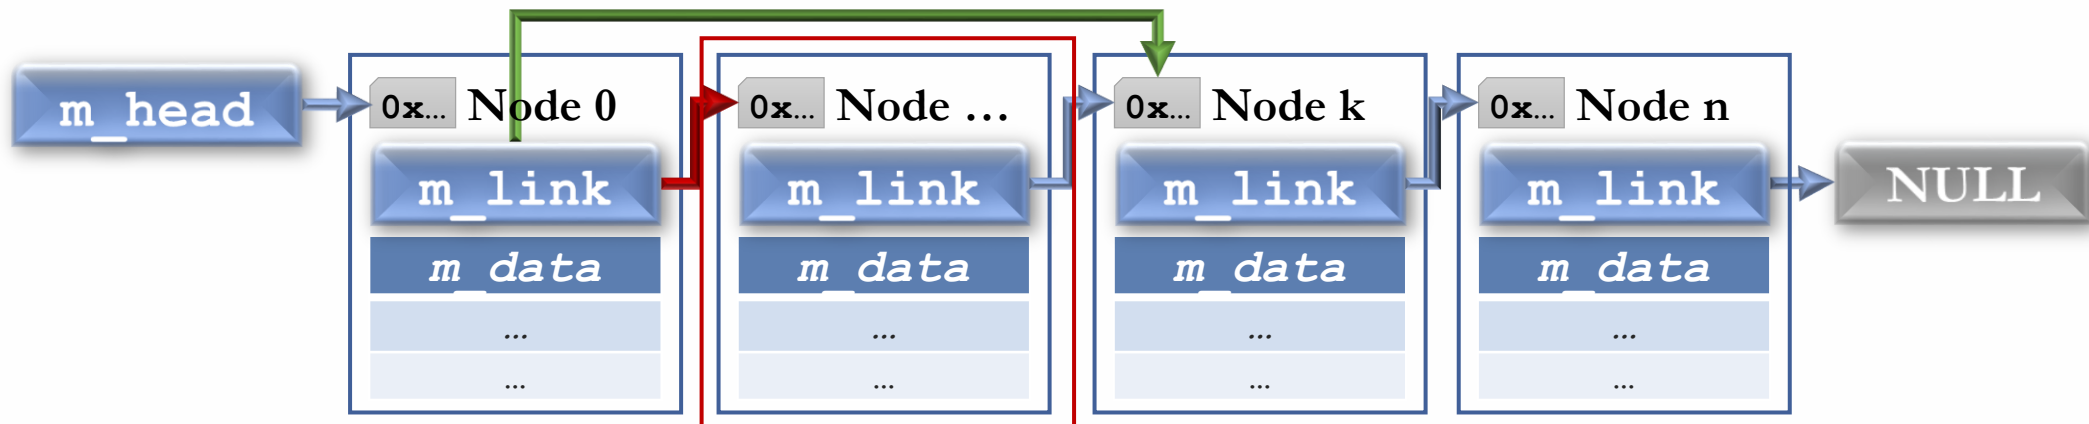 m_head
0x... Node 0
m_link
m_data
...
...
0x... Node ...
m_link
m_data
...
...
0x... Node k
m_link
m_data
...
...
0x... Node n
m_link
m_data
...
...
NULL